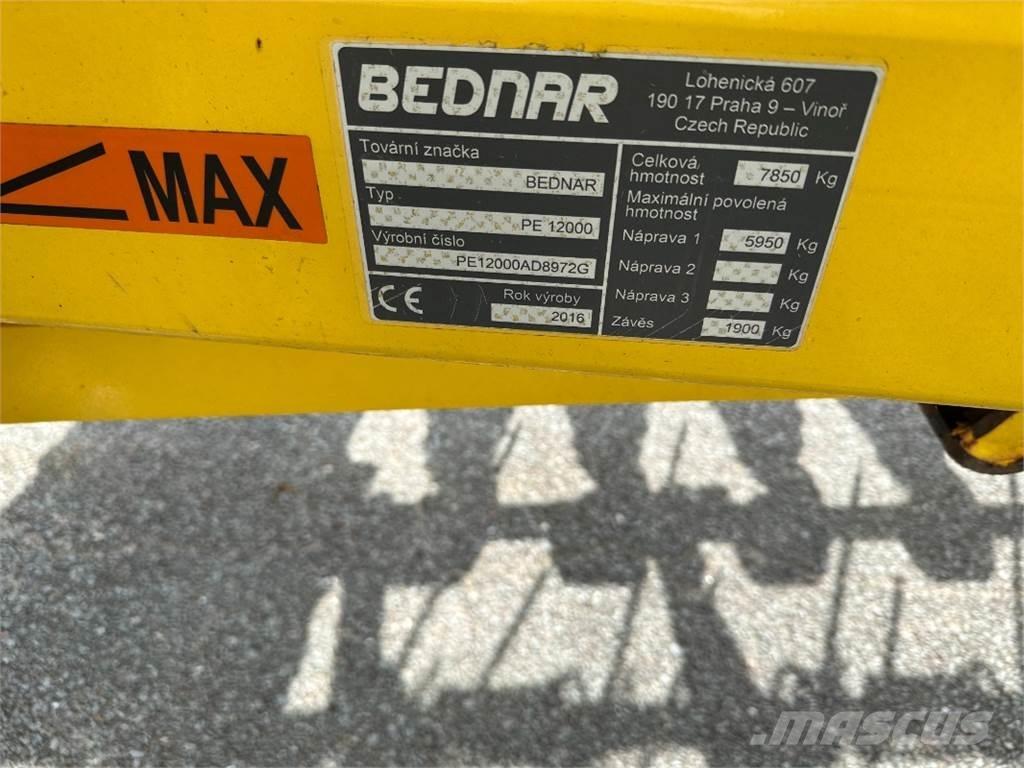 MAX
BEDNAR
Lohenická 607
190 17 Praha 9 – Vinoř
Czech Republic
Tovární značka
BEDNAR
Typ
PE 12000
Výrobní číslo
PE12000AD8972G
CE
Rok výroby
2016
Celková
hmotnost 7850 Kg
Maximální povolená
hmotnost
Náprava 1 5950 Kg
Náprava 2 Kg
Náprava 3 Kg
Závěs 1900 Kg
mascus